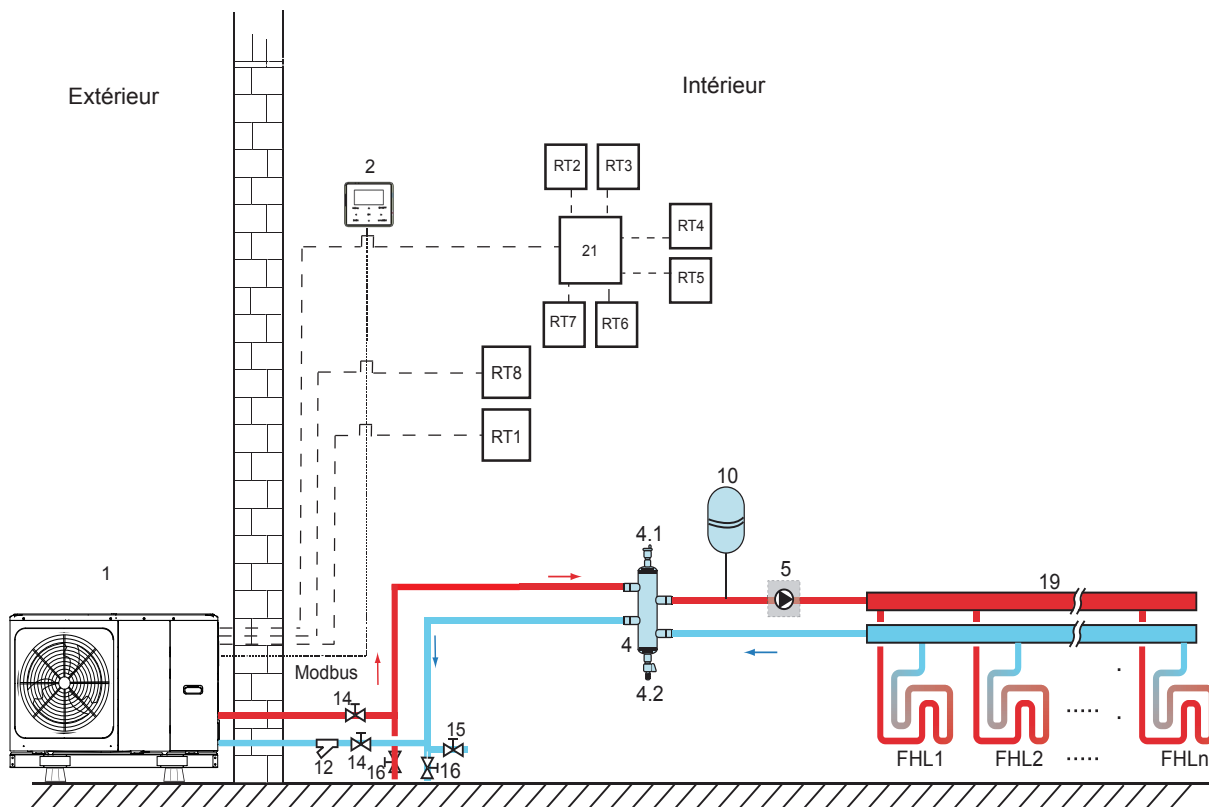 Extérieur
Intérieur
2
RT2
RT3
RT4
21
RT5
RT7
RT6
RT8
RT1
10
4.1
5
19
1
4
4.2
Modbus
14
15
12
14
16
16
FHL1
FHL2
.....
FHLn